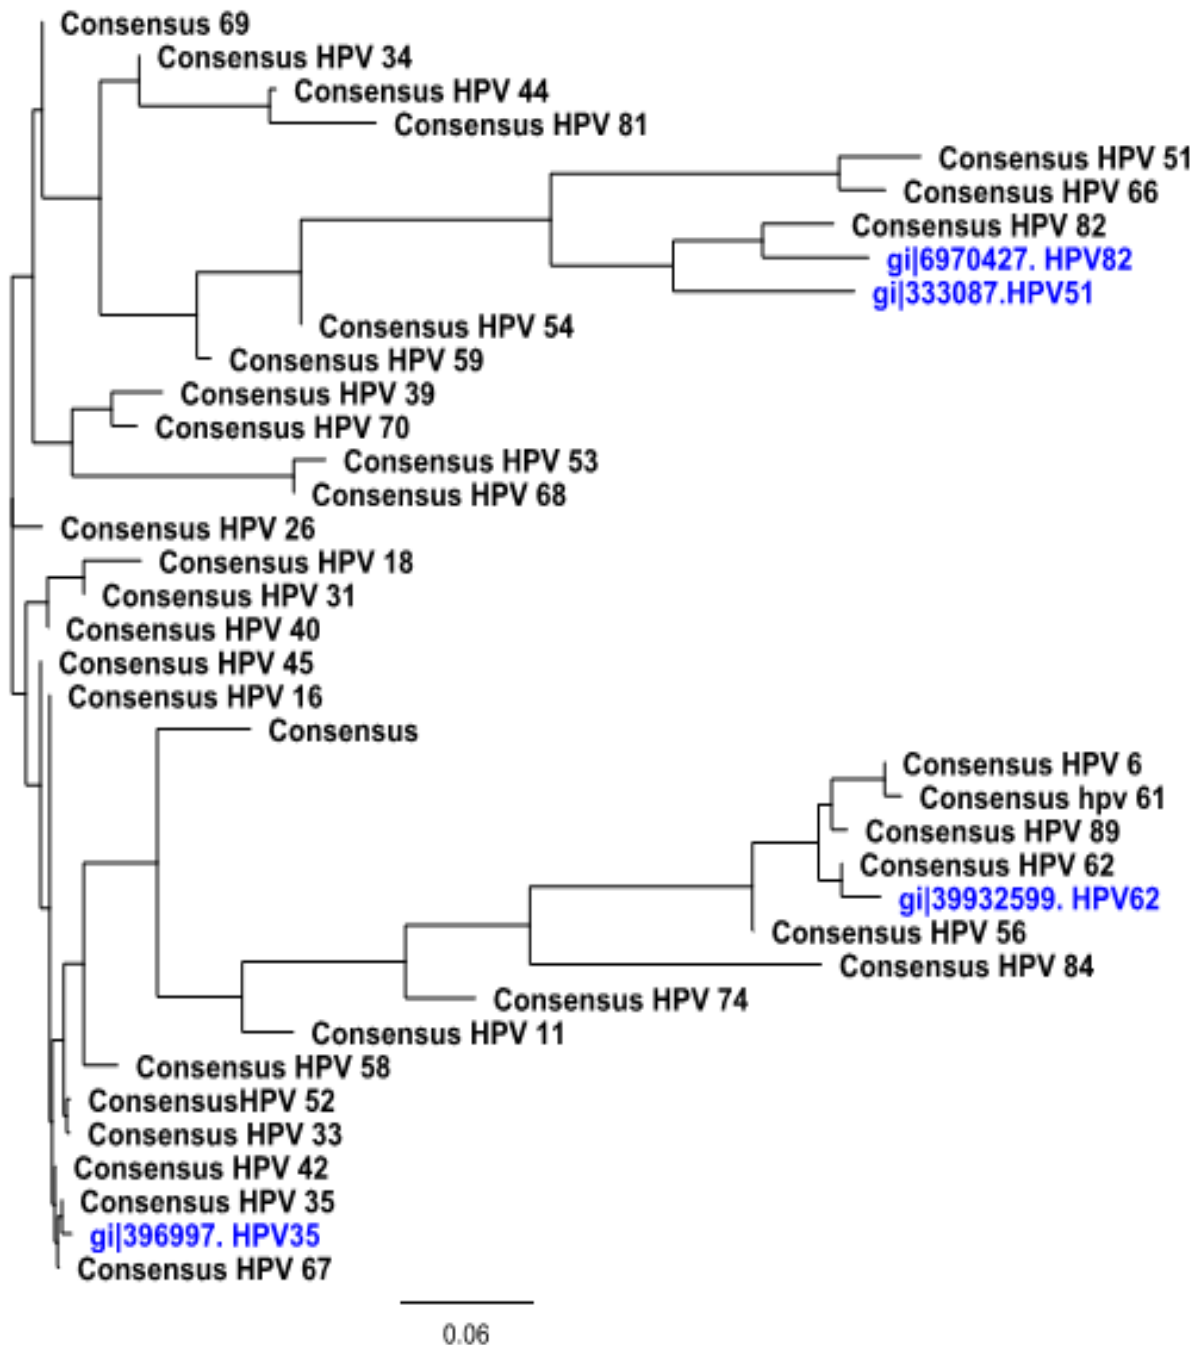 Consensus 69
Consensus HPV 34
Consensus HPV 44
Consensus HPV 81
Consensus HPV 51
Consensus HPV 66
Consensus HPV 82
gi|6970427. HPV82
gi|333087.HPV51
Consensus HPV 54
Consensus HPV 59
Consensus HPV 39
Consensus HPV 70
Consensus HPV 53
Consensus HPV 68
Consensus HPV 26
Consensus HPV 18
Consensus HPV 31
Consensus HPV 40
Consensus HPV 45
Consensus HPV 16
Consensus
Consensus HPV 6
Consensus hpv 61
Consensus HPV 89
Consensus HPV 62
gi|39932599. HPV62
Consensus HPV 56
Consensus HPV 84
Consensus HPV 74
Consensus HPV 11
Consensus HPV 58
ConsensusHPV 52
Consensus HPV 33
Consensus HPV 42
Consensus HPV 35
gi|396997. HPV35
Consensus HPV 67
0.06